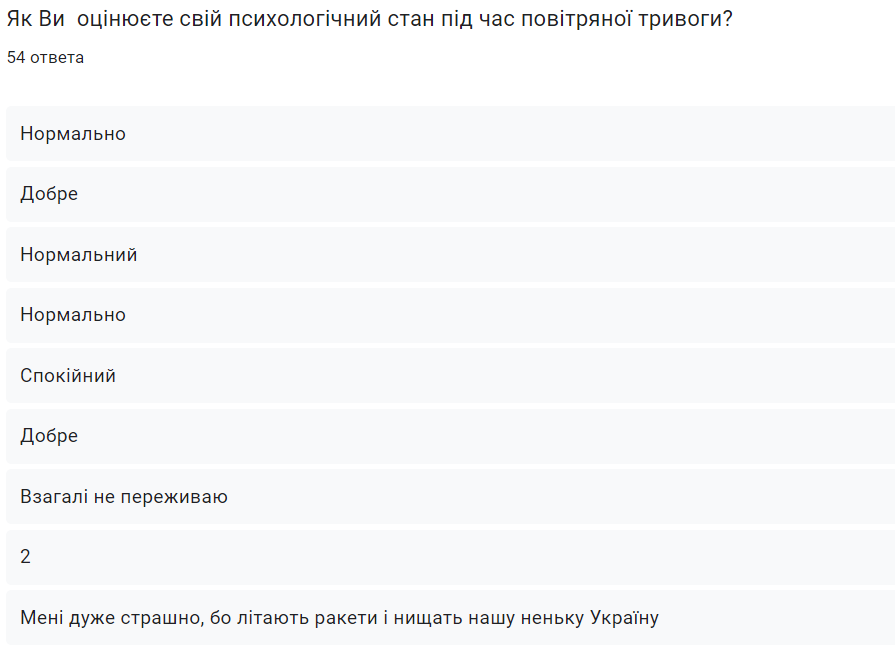 Як Ви  оцінюєте свій психологічний стан під час повітряної тривоги?
54 ответа
Нормально
Добре
Нормальний
Нормально
Спокійний
Добре
Взагалі не переживаю
2
Мені дуже страшно, бо літають ракети і нищать нашу неньку Україну